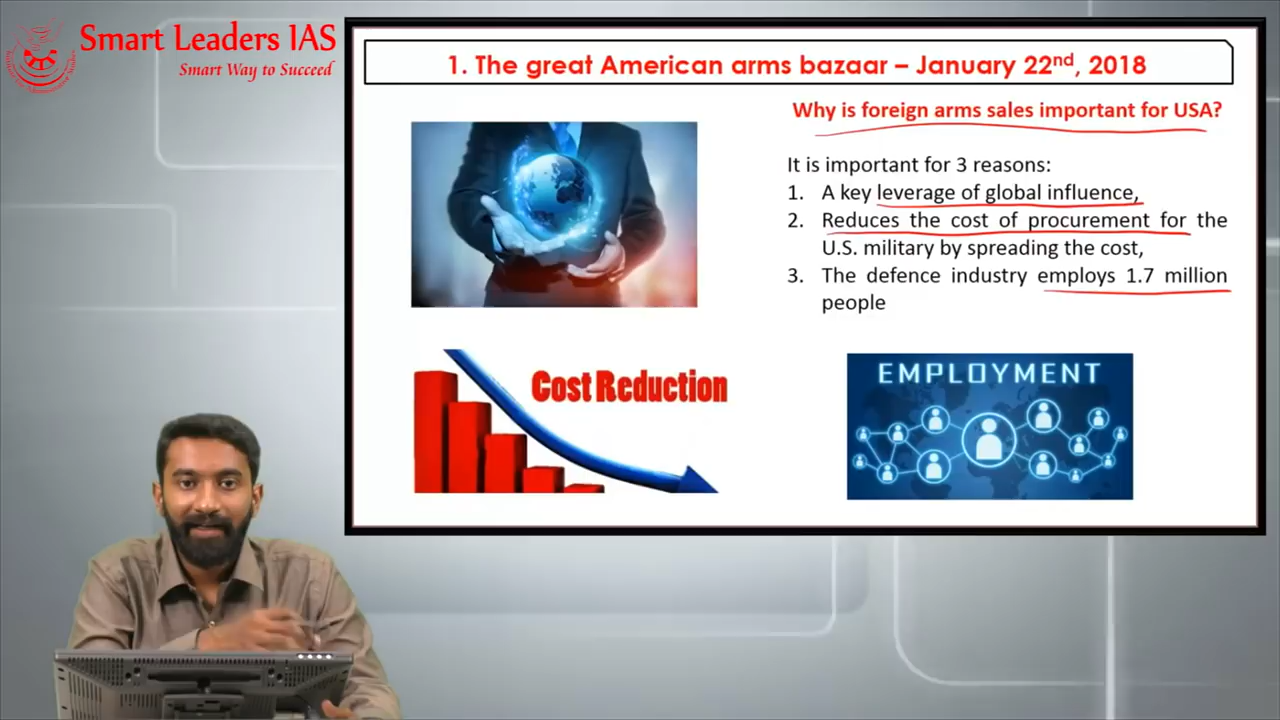 Smart Leaders IAS
Smart Way to Succeed
1. The great American arms bazaar – January 22nd, 2018
Why is foreign arms sales important for USA?
It is important for 3 reasons:
1. A key leverage of global influence,
2. Reduces the cost of procurement for the
U.S. military by spreading the cost,
3. The defence industry employs 1.7 million
people
Cost Reduction
EMPLOYMENT